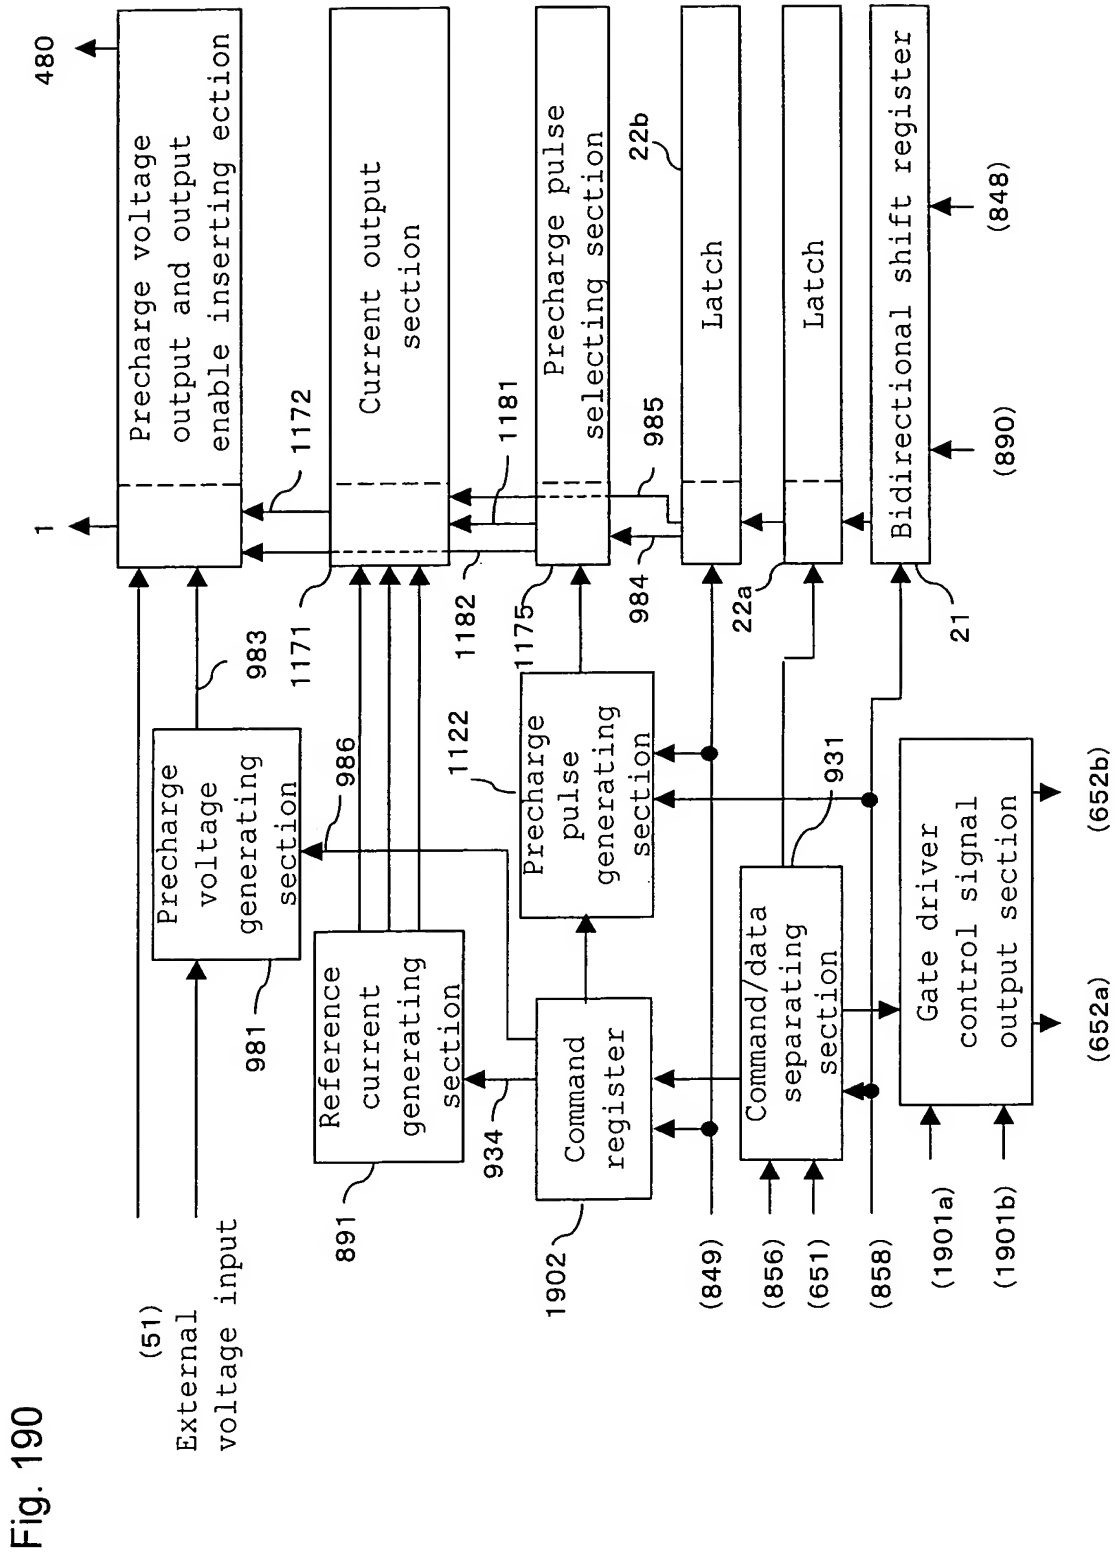 Fig. 190
(51)
External
voltage input
480
1
Precharge voltage
output and output
enable inserting ection
983
Precharge
voltage
generating
section
981
986
1172
1171
Current output
section
Reference
current
generating
section
891
934
1182
1181
1175
Precharge pulse
selecting section
1122
Precharge
pulse
generating
section
Command
register
1902
984
985
22b
Latch
22a
Latch
Bidirectional shift register
21
(890)
(848)
931
Command/data
separating
section
Gate driver
control signal
output section
(849)
(856)
(651)
(858)
(1901a)
(1901b)
(652a)
(652b)